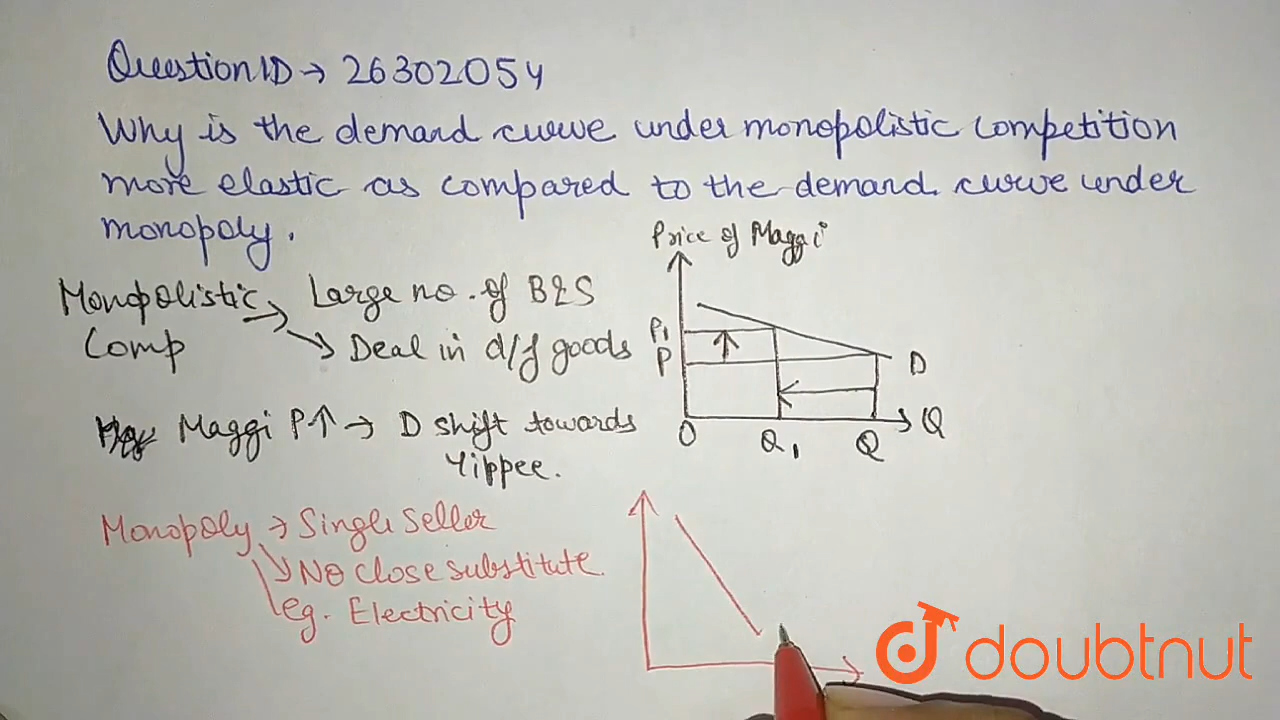 Question ID → 26302054
Why is the demand curve under monopolistic competition
more elastic as compared to the demand curve under
monopoly.
Monopolistic Comp
→ Large no. of B&S
→ Deal in d/f goods
Maggi P↑ → D shift towards
Yippee.
Price of Maggi
P1
P
D
O
Q1
Q
Q
Monopoly → Single Seller
→ No close substitute.
eg. Electricity
doubtnut